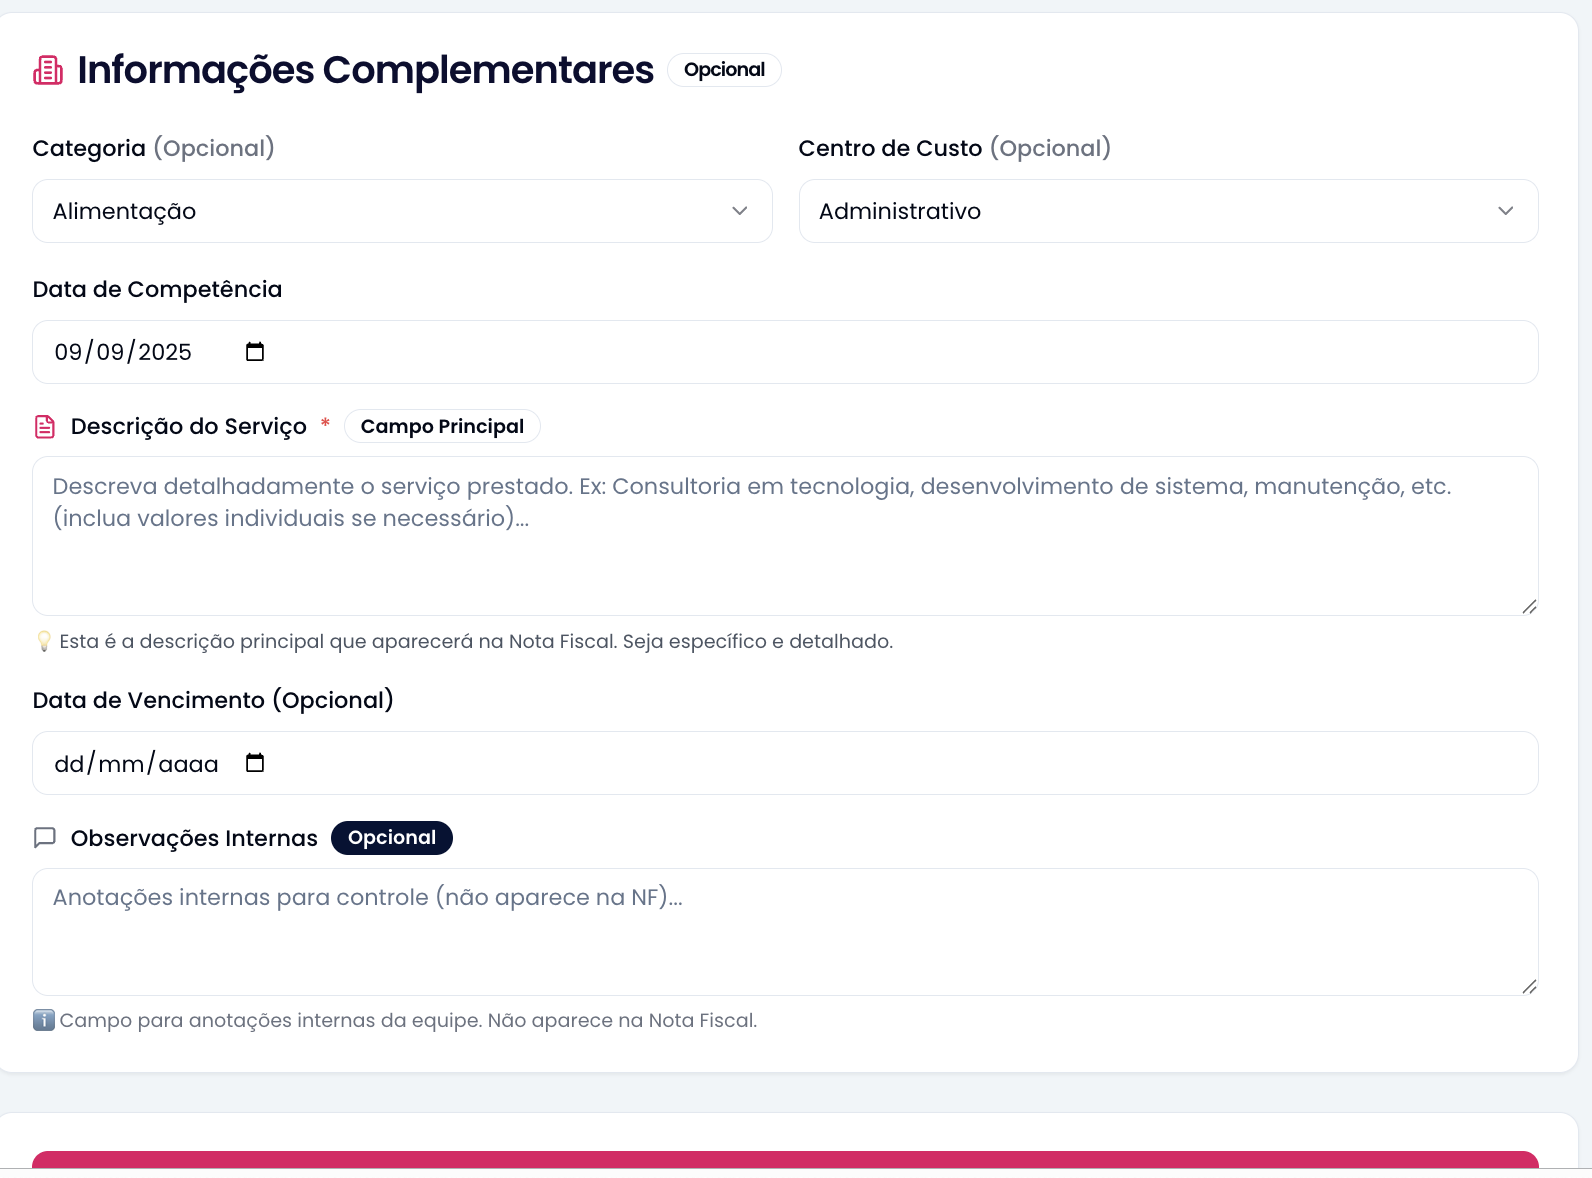 Informações Complementares Opcional
Categoria (Opcional)
Centro de Custo (Opcional)
Alimentação
Administrativo
Data de Competência
09/09/2025
Descrição do Serviço * Campo Principal
Descreva detalhadamente o serviço prestado. Ex: Consultoria em tecnologia, desenvolvimento de sistema, manutenção, etc.
(inclua valores individuais se necessário)...
Esta é a descrição principal que aparecerá na Nota Fiscal. Seja específico e detalhado.
Data de Vencimento (Opcional)
dd/mm/aaaa
Observações Internas Opcional
Anotações internas para controle (não aparece na NF)...
Campo para anotações internas da equipe. Não aparece na Nota Fiscal.